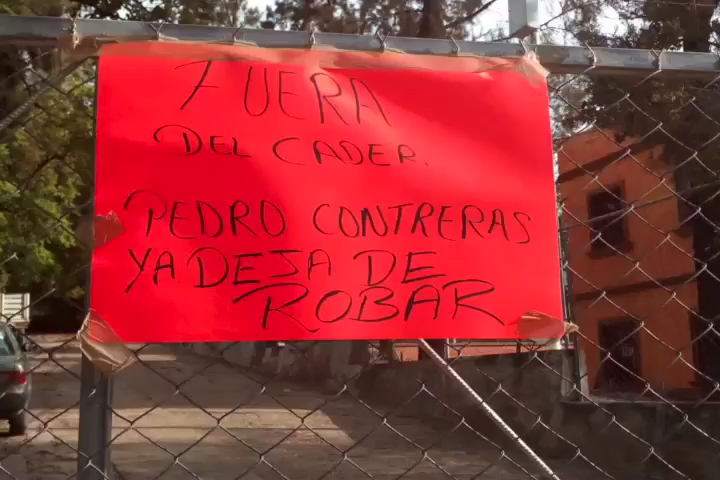 FUERA
DEL CADER.
PEDRO CONTRERAS
YA DEJA DE
ROBAR